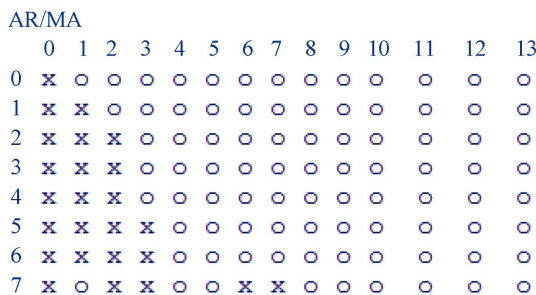 AR/MA
0 1 2 3 4 5 6 7 8 9 10 11 12 13
0 x o o o o o o o o o o o o o
1 x x o o o o o o o o o o o o
2 x x x o o o o o o o o o o o
3 x x x o o o o o o o o o o o
4 x x x o o o o o o o o o o o
5 x x x x o o o o o o o o o o
6 x x x x o o o o o o o o o o
7 x o x x o o x x o o o o o o